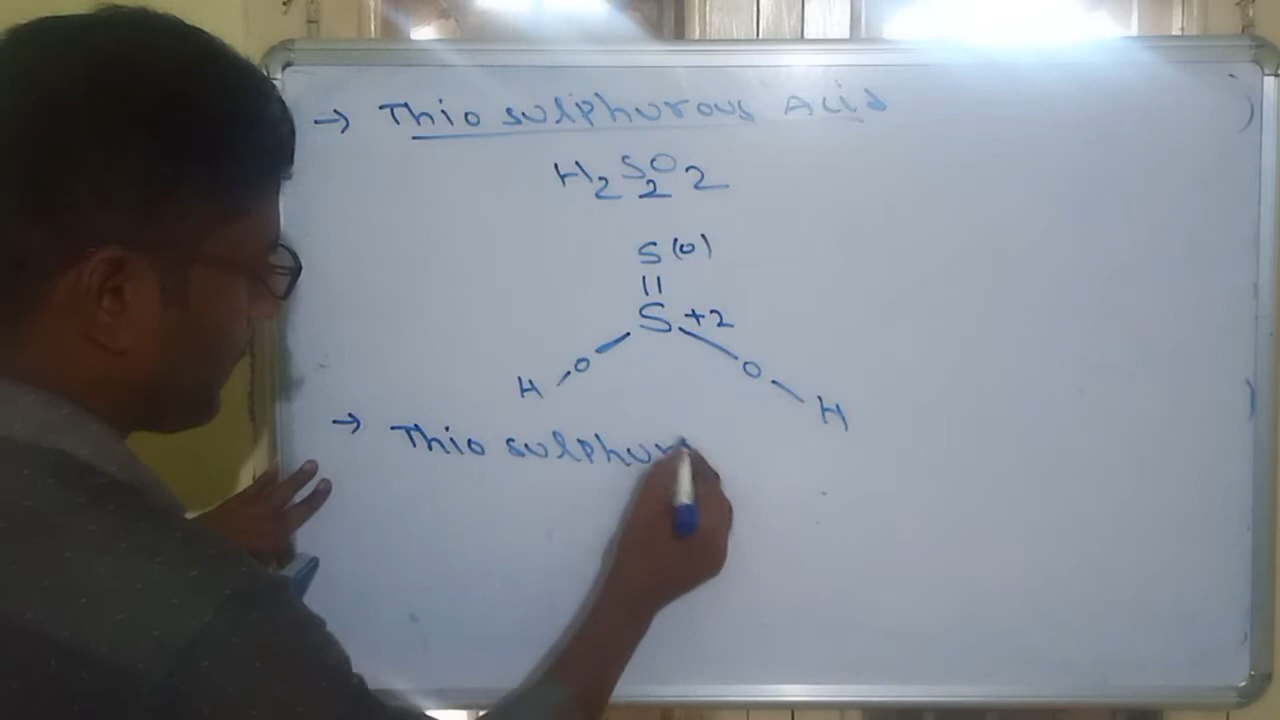 → Thio sulphurous Acid
H2S2O2
S(0)
||
S +2
H - O O - H
→ Thio sulphur